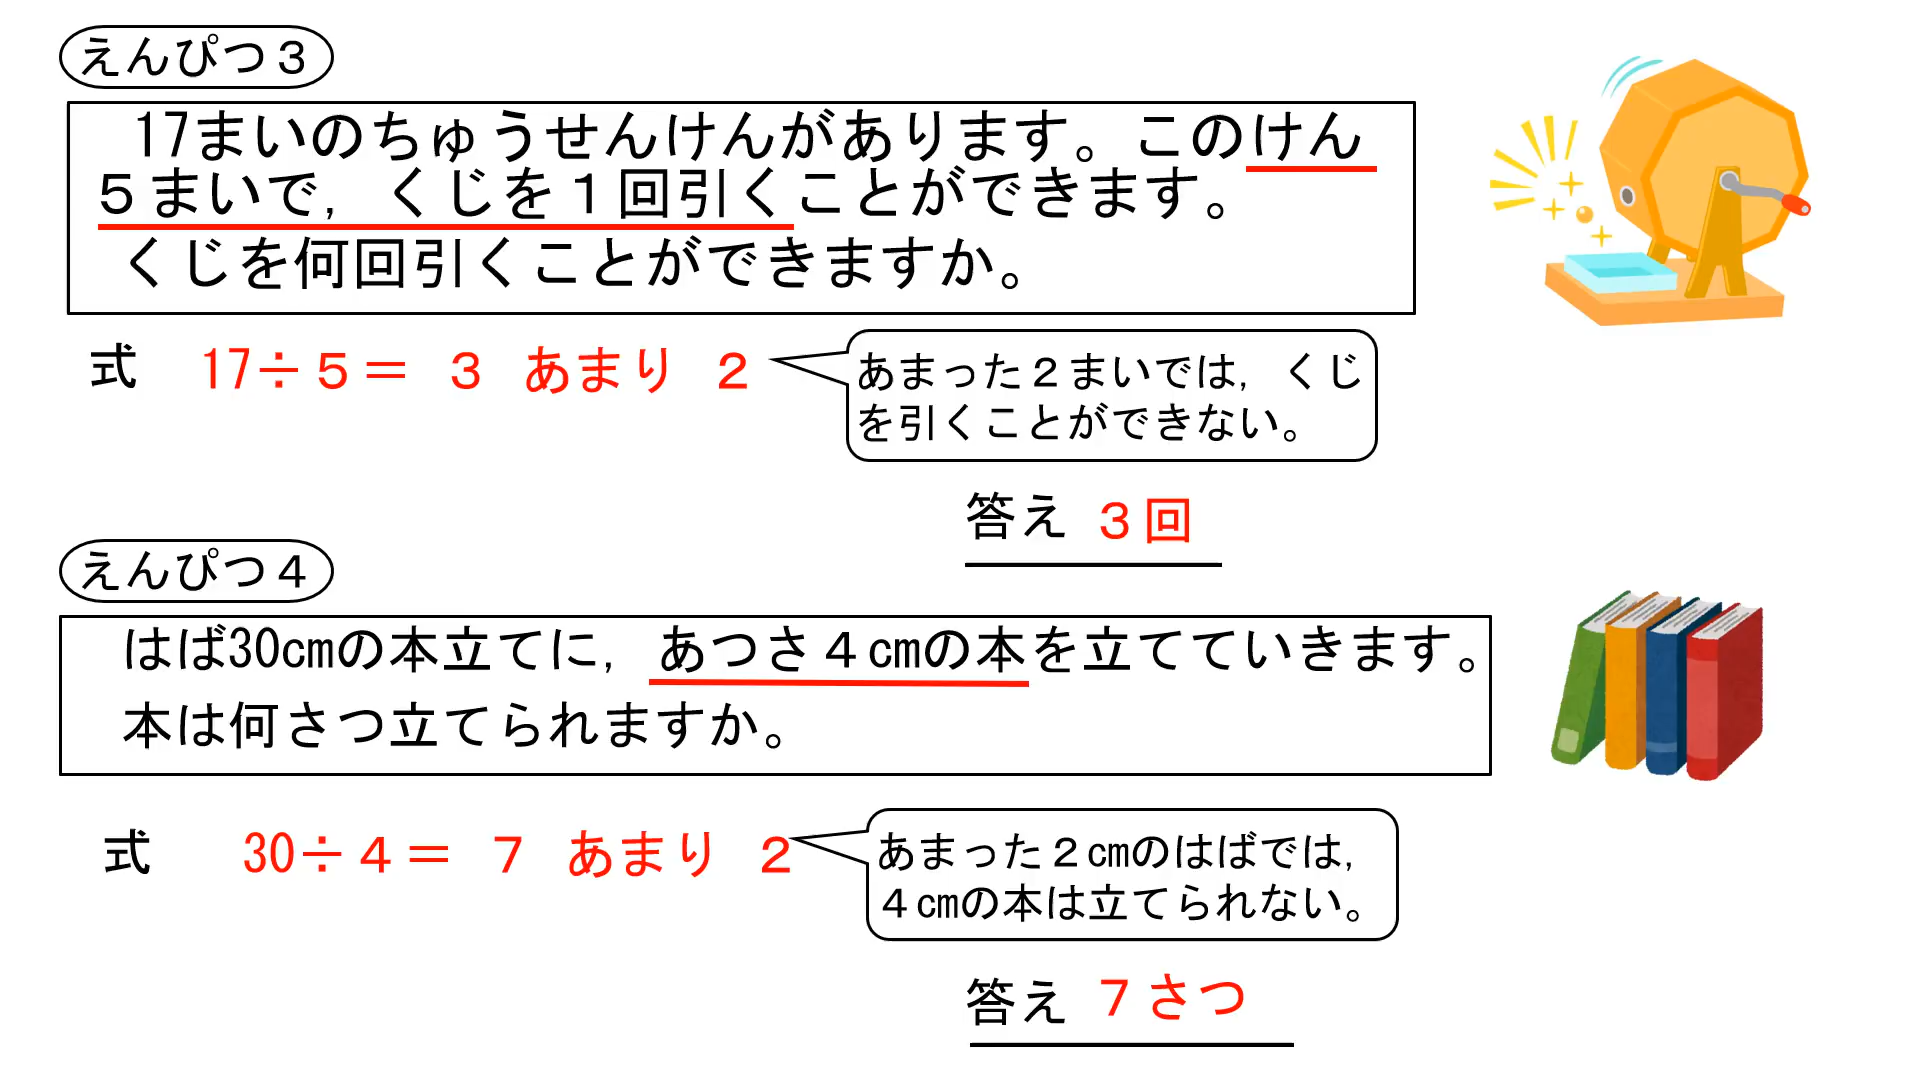 えんぴつ３
17まいのちゅうせんけんがあります。このけん
５まいで，くじを１回引くことができます。
くじを何回引くことができますか。
式 17÷５＝ ３ あまり ２
あまった２まいでは，くじ
を引くことができない。
答え ３回
えんぴつ４
はば30cmの本立てに，あつさ４cmの本を立てていきます。
本は何さつ立てられますか。
式 30÷４＝ ７ あまり ２
あまった２cmのはばでは，
４cmの本は立てられない。
答え ７さつ